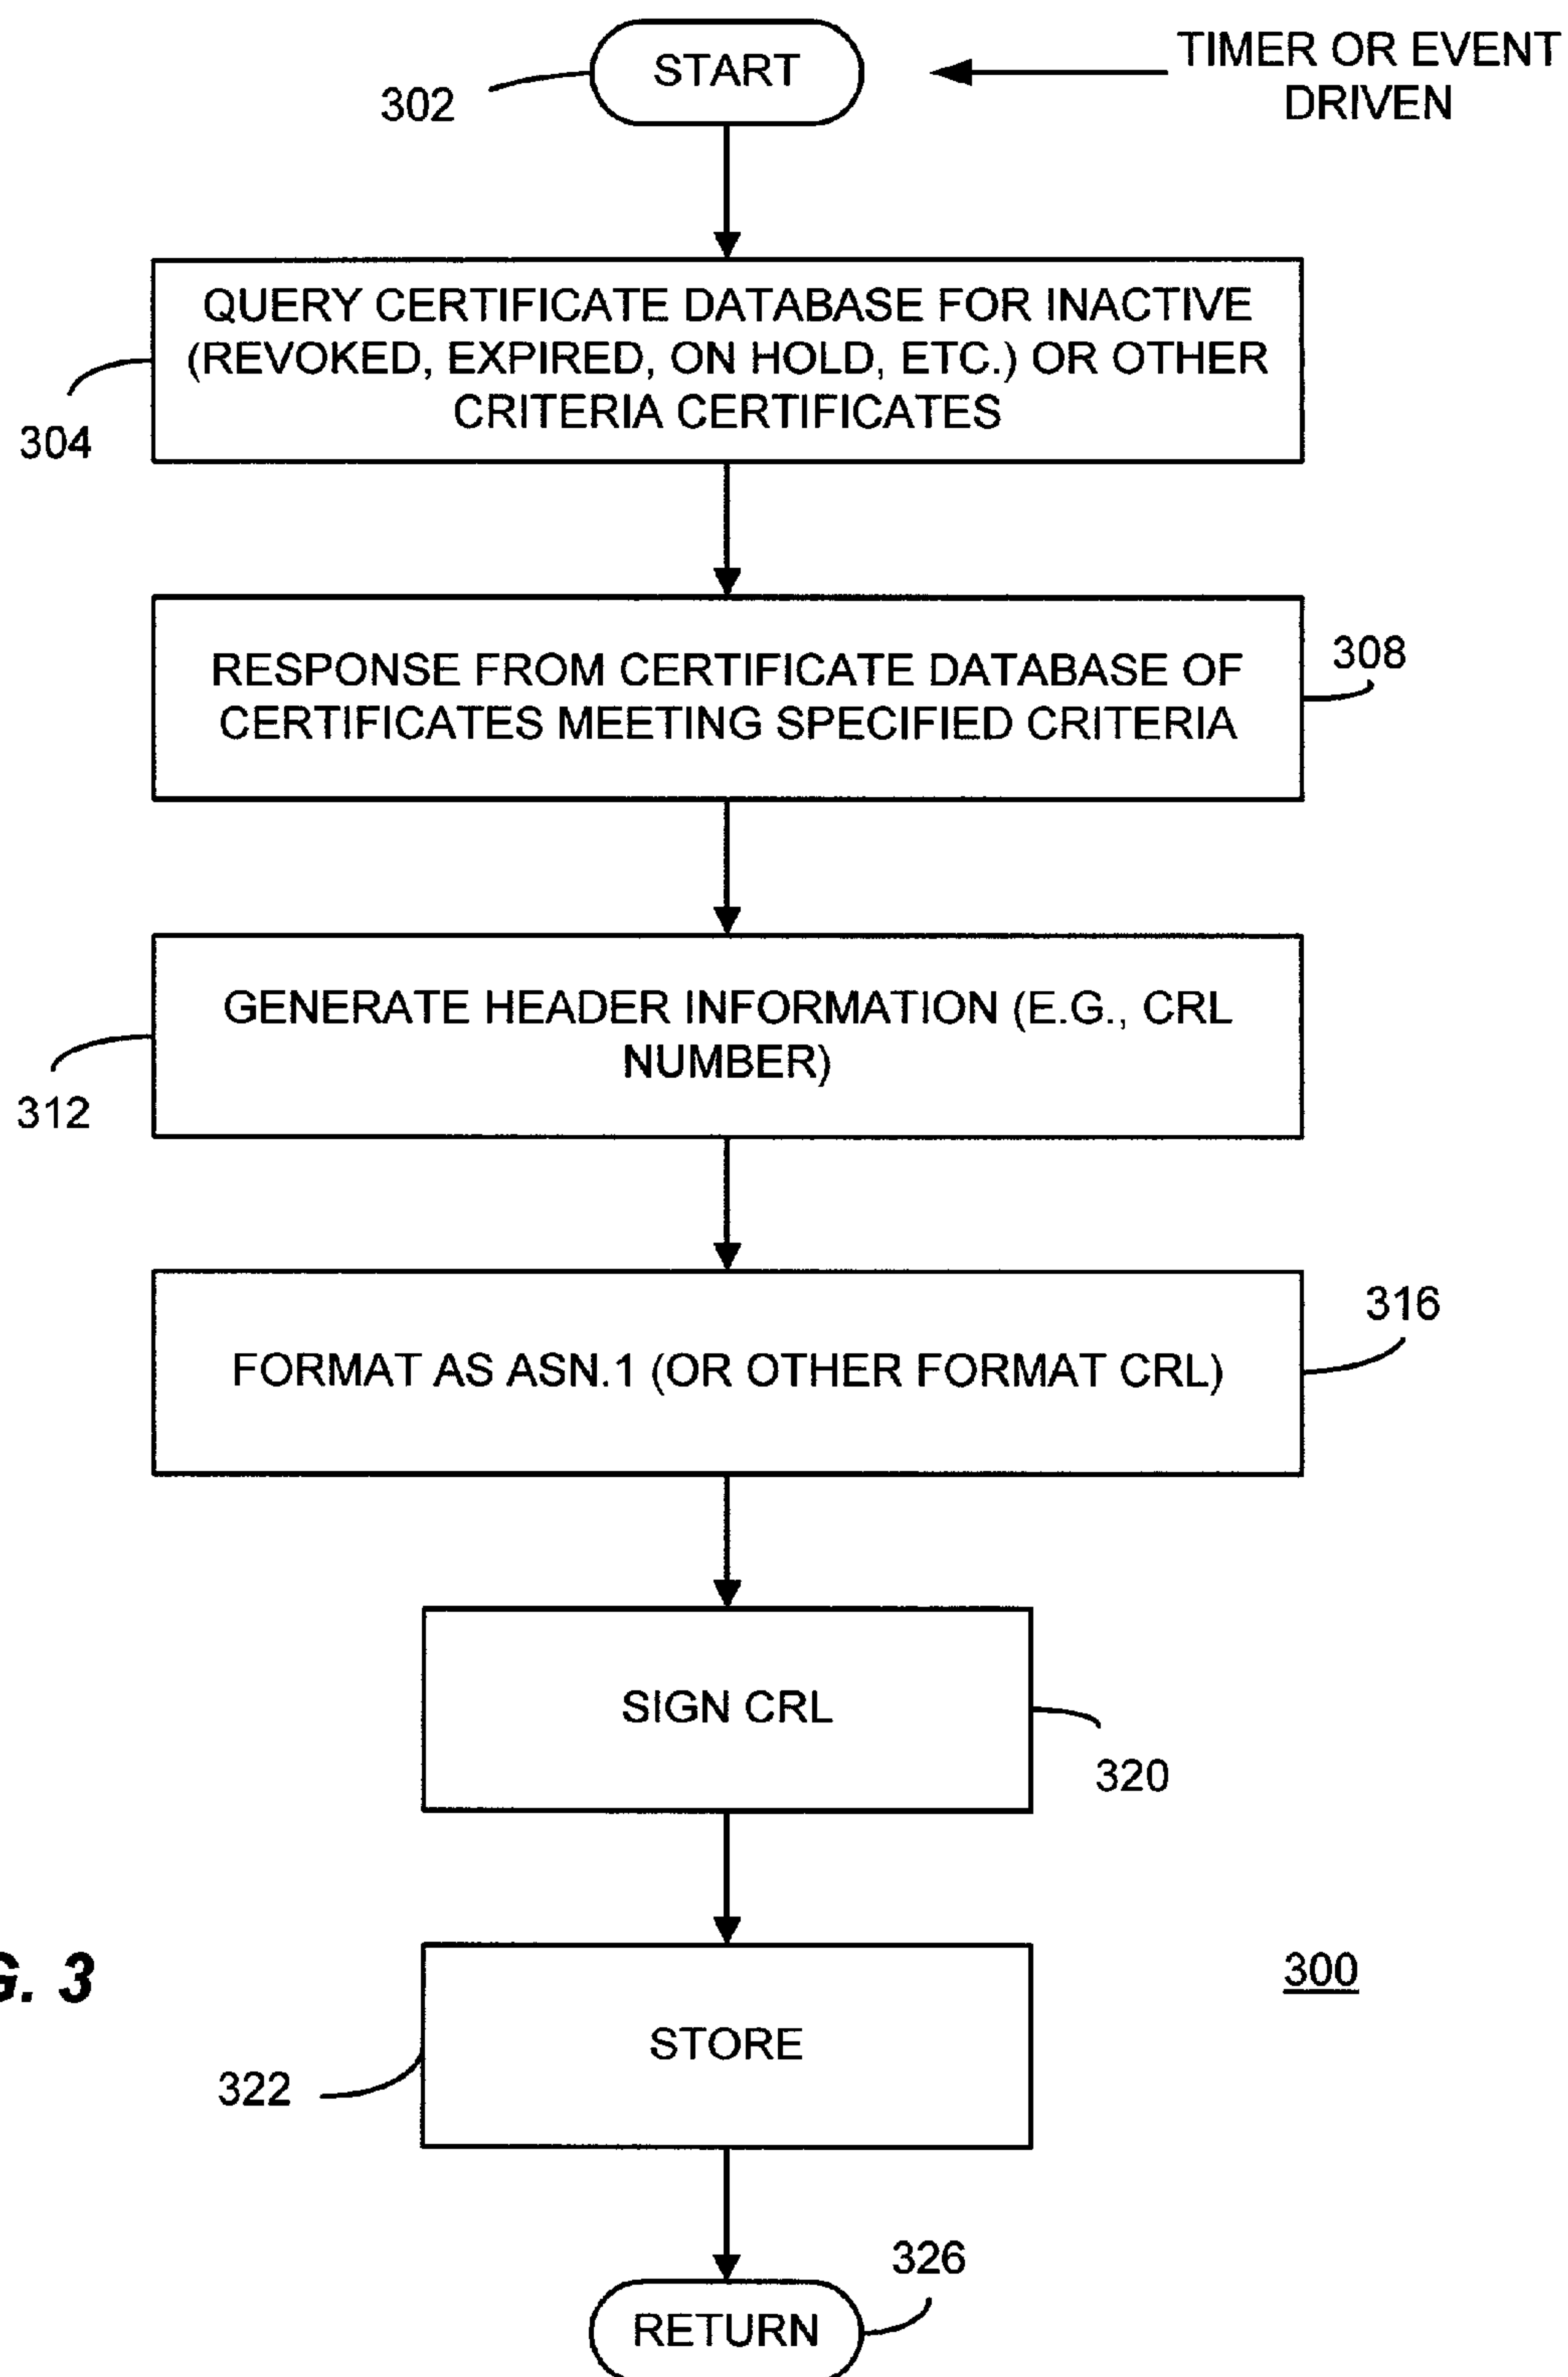 START
TIMER OR EVENT
DRIVEN
302
QUERY CERTIFICATE DATABASE FOR INACTIVE
(REVOKED, EXPIRED, ON HOLD, ETC.) OR OTHER
CRITERIA CERTIFICATES
304
RESPONSE FROM CERTIFICATE DATABASE OF
CERTIFICATES MEETING SPECIFIED CRITERIA
308
GENERATE HEADER INFORMATION (E.G., CRL
NUMBER)
312
FORMAT AS ASN.1 (OR OTHER FORMAT CRL)
316
SIGN CRL
320
G. 3
300
STORE
322
RETURN
326